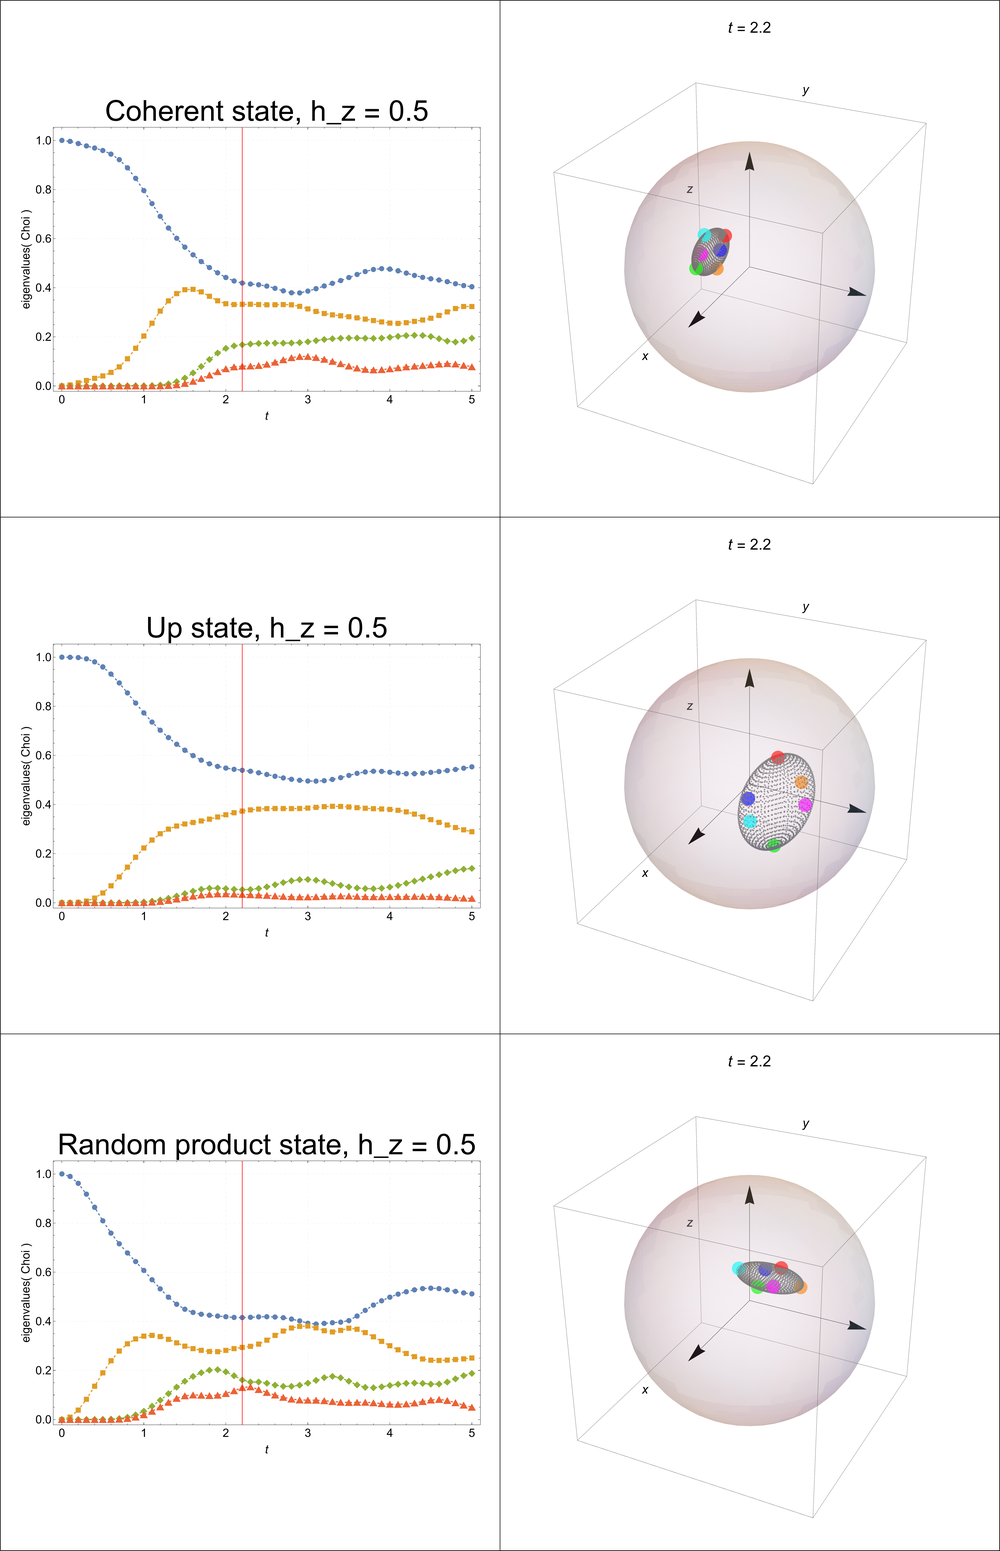 t = 2.2
Coherent state, h_z = 0.5
eigenvalues( Choi )
1.0
0.8
0.6
0.4
0.2
0.0
0 1 2 3 4 5
t
y
z
x
t = 2.2
Up state, h_z = 0.5
eigenvalues( Choi )
1.0
0.8
0.6
0.4
0.2
0.0
0 1 2 3 4 5
t
y
z
x
t = 2.2
Random product state, h_z = 0.5
eigenvalues( Choi )
1.0
0.8
0.6
0.4
0.2
0.0
0 1 2 3 4 5
t
y
z
x